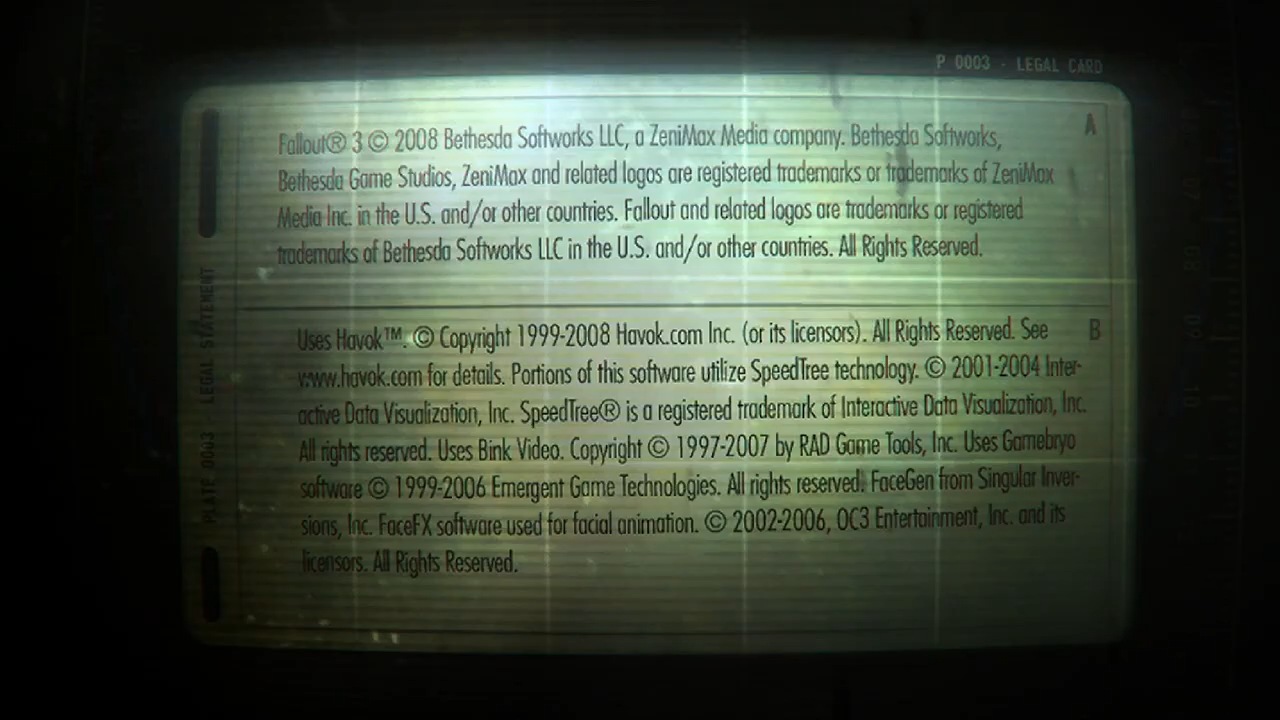 P 0003 - LEGAL CARD
A
Fallout® 3 © 2008 Bethesda Softworks LLC, a ZeniMax Media company. Bethesda Softworks,
Bethesda Game Studios, ZeniMax and related logos are registered trademarks or trademarks of ZeniMax
Media Inc. in the U.S. and/or other countries. Fallout and related logos are trademarks or registered
trademarks of Bethesda Softworks LLC in the U.S. and/or other countries. All Rights Reserved.
B
Uses Havok™. © Copyright 1999-2008 Havok.com Inc. (or its licensors). All Rights Reserved. See
www.havok.com for details. Portions of this software utilize SpeedTree technology. © 2001-2004 Inter-
active Data Visualization, Inc. SpeedTree® is a registered trademark of Interactive Data Visualization, Inc.
All rights reserved. Uses Bink Video. Copyright © 1997-2007 by RAD Game Tools, Inc. Uses Gamebryo
software © 1999-2006 Emergent Game Technologies. All rights reserved. FaceGen from Singular Inver-
sions, Inc. FaceFX software used for facial animation. © 2002-2006, OC3 Entertainment, Inc. and its
licensors. All Rights Reserved.
PLATE 0003 - LEGAL STATEMENT